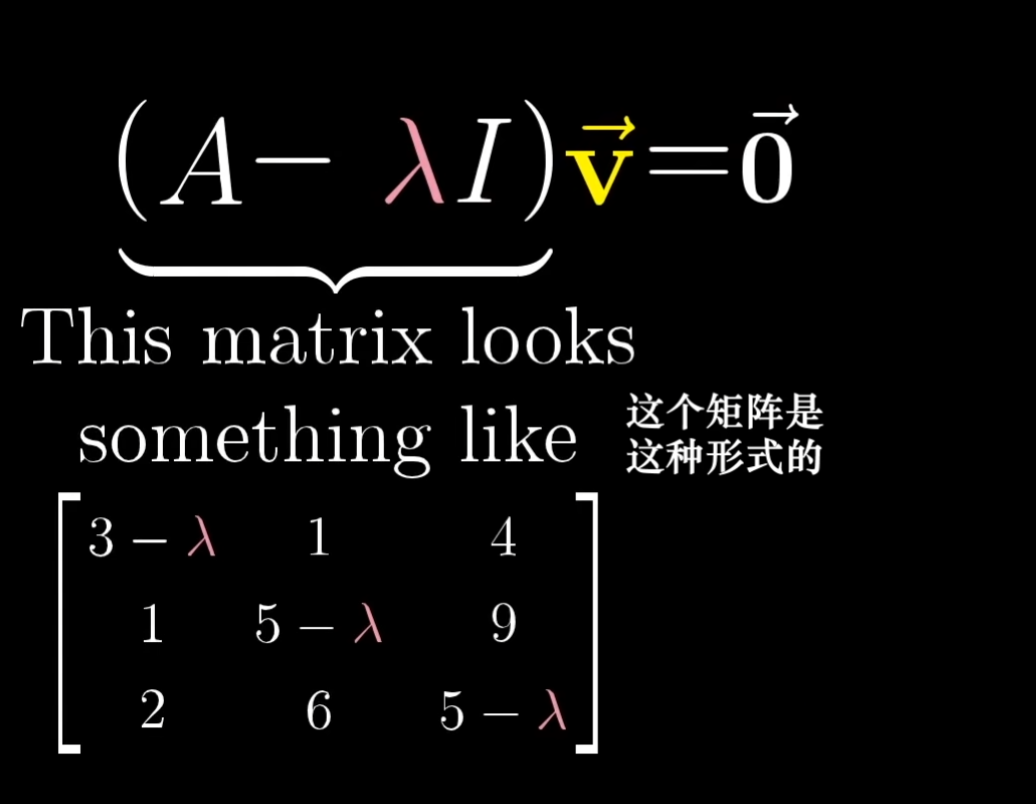 (A − λI)v⃗ = 0⃗
This matrix looks
something like
这个矩阵是
这种形式的
3 − λ 1 4
1 5 − λ 9
2 6 5 − λ